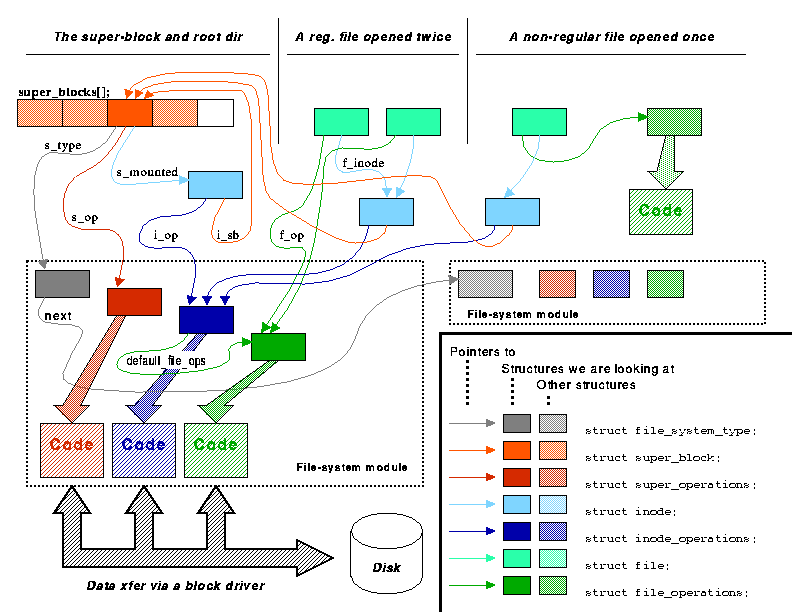 The super-block and root dir
A reg. file opened twice
A non-regular file opened once
super_blocks[];
s_type
s_mounted
f_inode
s_op
i_op
i_sb
f_op
Code
next
default_file_ops
File-system module
Code
Code
Code
File-system module
Data xfer via a block driver
Disk
Pointers to
Structures we are looking at
Other structures
struct file_system_type;
struct super_block;
struct super_operations;
struct inode;
struct inode_operations;
struct file;
struct file_operations;